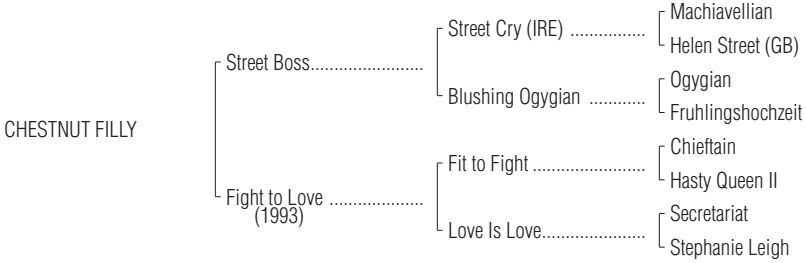 Machiavellian
Street Cry (IRE) ................
Helen Street (GB)
Street Boss........................
Ogygian
Blushing Ogygian ............
Fruhlingshochzeit
CHESTNUT FILLY
Chieftain
Fit to Fight ........................
Hasty Queen II
Fight to Love ....................
(1993)
Secretariat
Love Is Love......................
Stephanie Leigh